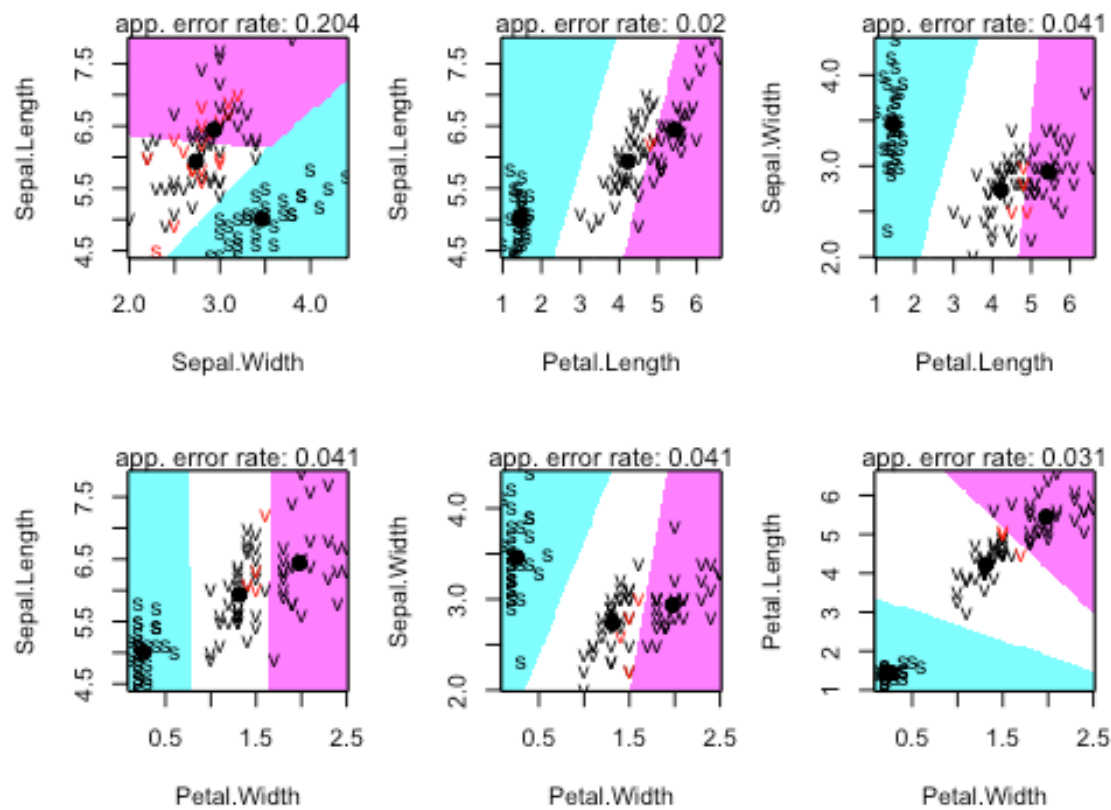 app. error rate: 0.204
Sepal.Length
4.5 5.5 6.5 7.5
2.0 3.0 4.0
Sepal.Width
app. error rate: 0.02
Sepal.Length
4.5 5.5 6.5 7.5
1 2 3 4 5 6
Petal.Length
app. error rate: 0.041
Sepal.Width
2.0 3.0 4.0
1 2 3 4 5 6
Petal.Length
app. error rate: 0.041
Sepal.Length
4.5 5.5 6.5 7.5
0.5 1.5 2.5
Petal.Width
app. error rate: 0.041
Sepal.Width
2.0 3.0 4.0
0.5 1.5 2.5
Petal.Width
app. error rate: 0.031
Petal.Length
1 2 3 4 5 6
0.5 1.5 2.5
Petal.Width